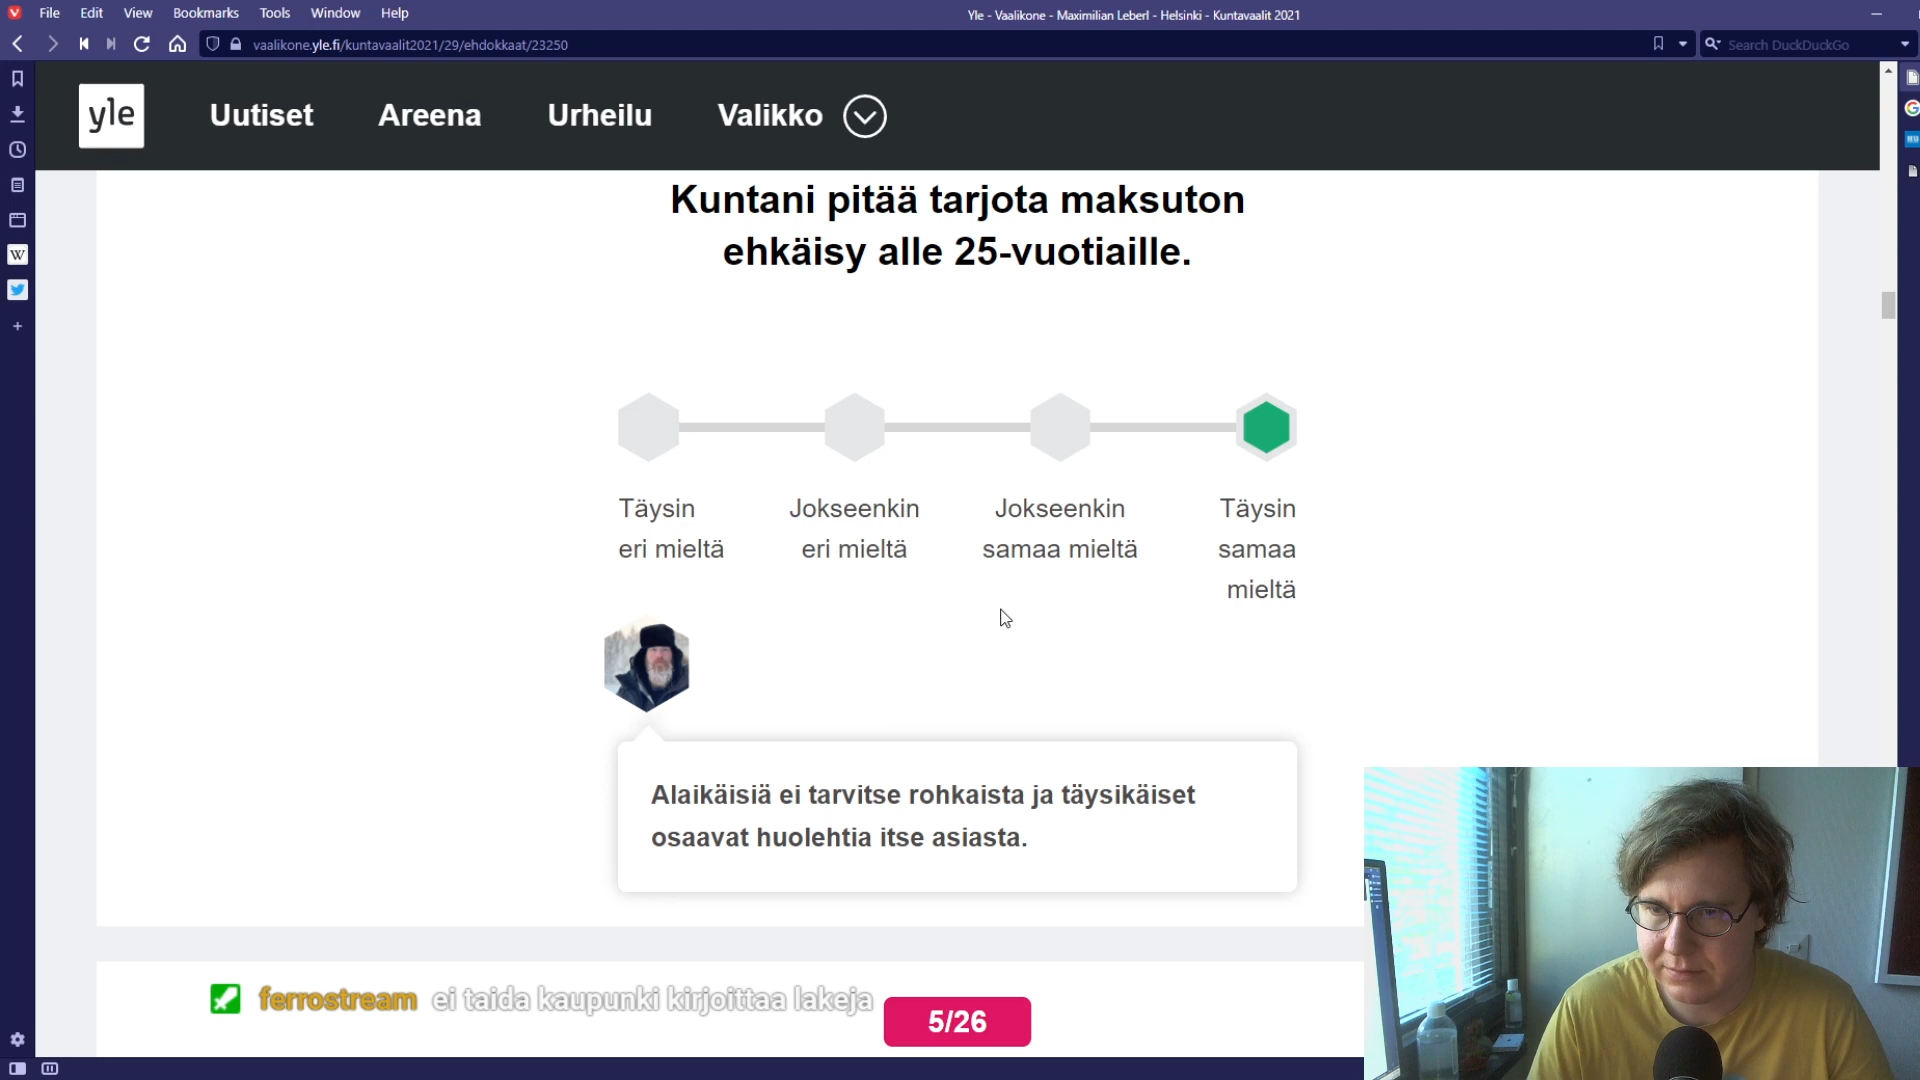 File Edit View Bookmarks Tools Window Help
Yle - Vaalikone - Maximilian Leberl - Helsinki - Kuntavaalit 2021
vaalikone.yle.fi/kuntavaalit2021/29/ehdokkaat/23250
Search DuckDuckGo
yle Uutiset Areena Urheilu Valikko
Kuntani pitää tarjota maksuton
ehkäisy alle 25-vuotiaille.
Täysin
eri mieltä
Jokseenkin
eri mieltä
Jokseenkin
samaa mieltä
Täysin
samaa
mieltä
Alaikäisiä ei tarvitse rohkaista ja täysikäiset
osaavat huolehtia itse asiasta.
ferrostream ei taida kaupunki kirjoittaa lakeja
5/26
W